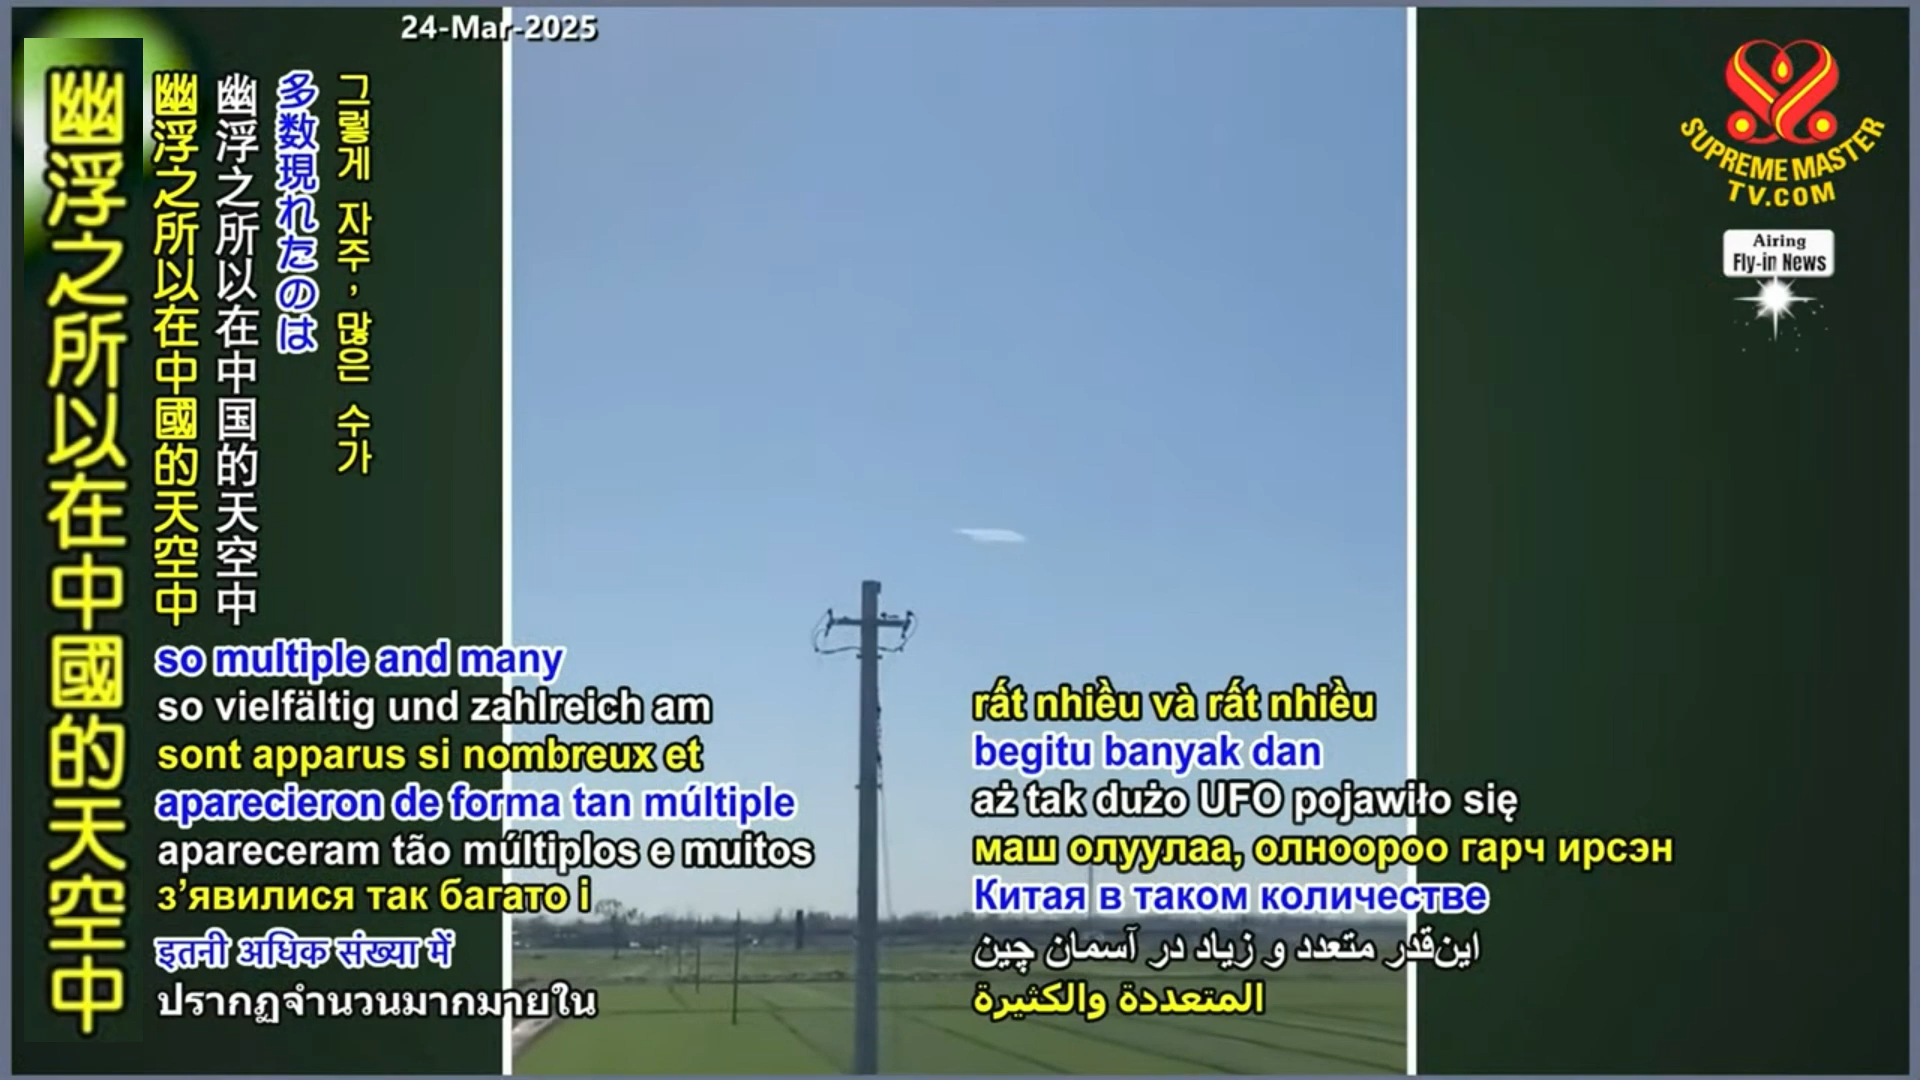 24-Mar-2025
幽浮之所以在中國的天空中
幽浮之所以在中國的天空中
幽浮之所以在中国的天空中
多数現れたのは
그렇게 자주, 많은 수가
so multiple and many
so vielfältig und zahlreich am
sont apparus si nombreux et
aparecieron de forma tan múltiple
apareceram tão múltiplos e muitos
з’явилися так багато і
इतनी अधिक संख्या में
ปรากฏจำนวนมากมายใน
rất nhiều và rất nhiều
begitu banyak dan
aż tak dużo UFO pojawiło się
маш олуулаа, олноороо гарч ирсэн
Китая в таком количестве
این‌قدر متعدد و زیاد در آسمان چین
المتعددة والكثيرة
SUPREME MASTER
TV.COM
Airing
Fly-in News